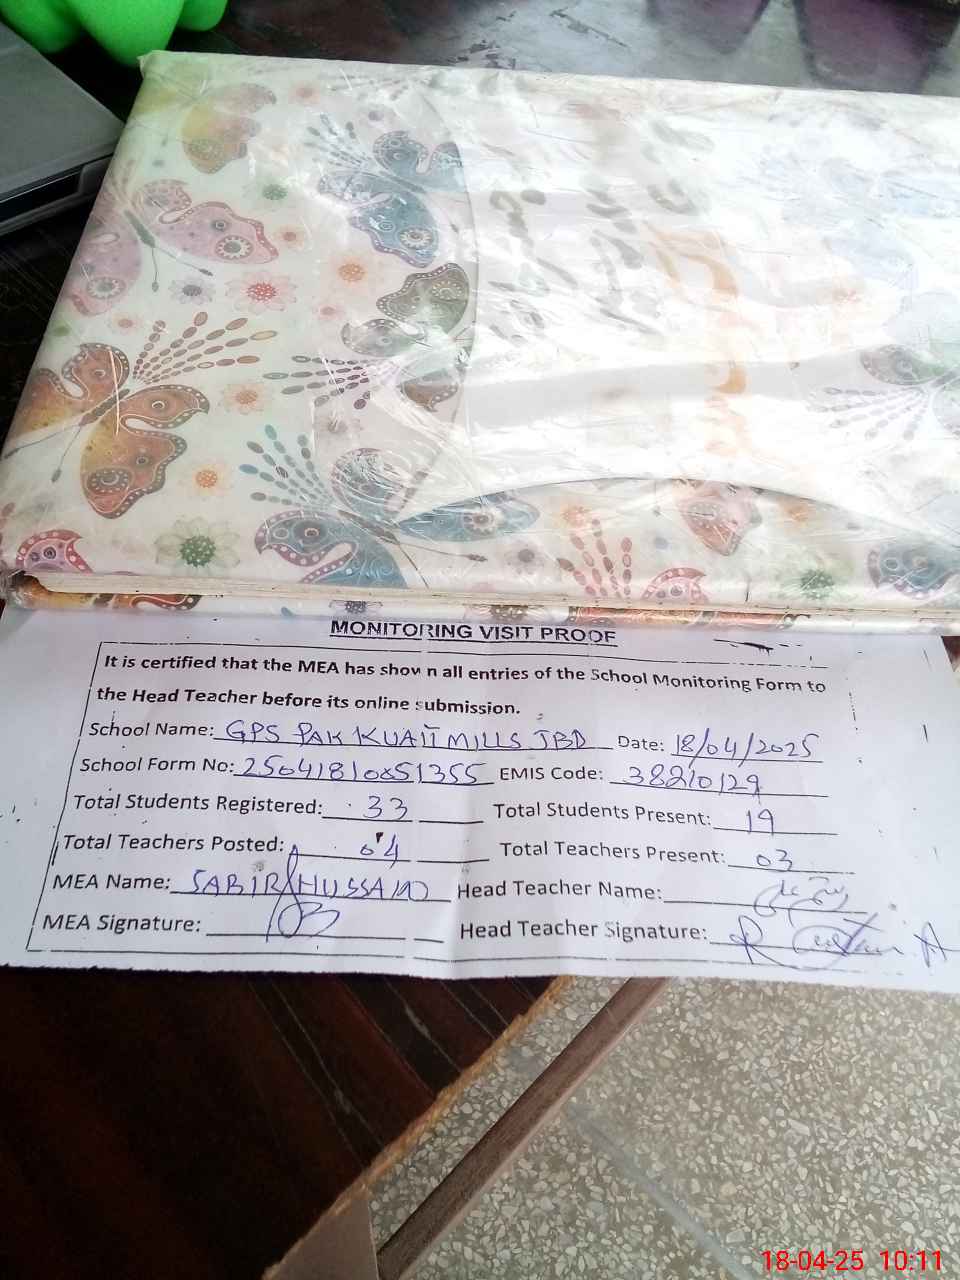 MONITORING VISIT PROOF
It is certified that the MEA has shown all entries of the School Monitoring Form to
the Head Teacher before its online submission.
School Name: GPS PAK KUAIT MILLS JBD Date: 18/04/2025
School Form No: 25041810051355 EMIS Code: 38210129
Total Students Registered: 33 Total Students Present: 19
Total Teachers Posted: 04 Total Teachers Present: 03
MEA Name: SABIR HUSSAIN Head Teacher Name:
MEA Signature: Head Teacher Signature:
18-04-25 10:11